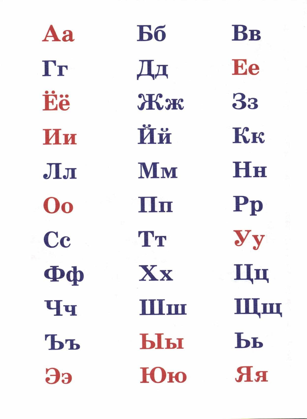 Аа Бб Вв
Гг Дд Ее
Ёё Жж Зз
Ии Йй Кк
Лл Мм Нн
Оо Пп Рр
Сс Тт Уу
Фф Хх Цц
Чч Шш Щщ
Ъъ Ыы Ьь
Ээ Юю Яя